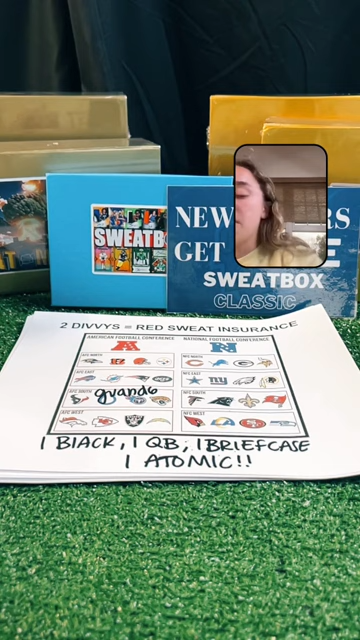 SWEATB
NEW
RS
GET
E
SWEATBOX
CLASSIC
2 DIVVYS = RED SWEAT INSURANCE
AMERICAN FOOTBALL CONFERENCE
NATIONAL FOOTBALL CONFERENCE
A
N
AFC NORTH
NFC NORTH
AFC EAST
NFC EAST
AFC SOUTH
NFC SOUTH
grande
AFC WEST
NFC WEST
1 BLACK, 1 QB, 1 BRIEFCASE
1 ATOMIC!!